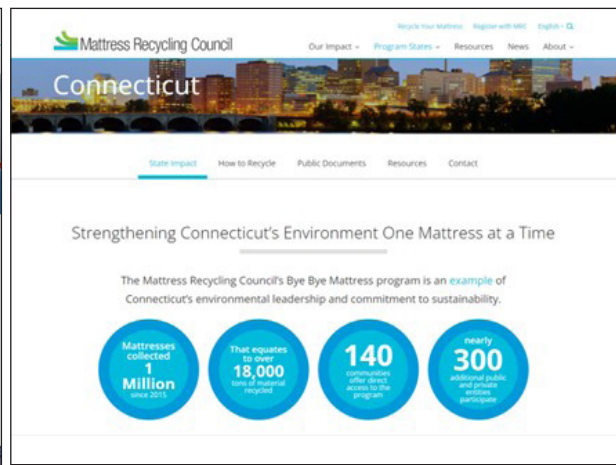 Recycle Your Mattress Register with MRC English
Mattress Recycling Council
Our Impact Program States Resources News About
Connecticut
State Impact How to Recycle Public Documents Resources Contact
Strengthening Connecticut's Environment One Mattress at a Time
The Mattress Recycling Council's Bye Bye Mattress program is an example of
Connecticut's environmental leadership and commitment to sustainability.
Mattresses
collected
1
Million
since 2015
That equates
to over
18,000
tons of material
recycled
140
communities
offer direct
access to the
program
nearly
300
additional public
and private
entities
participate